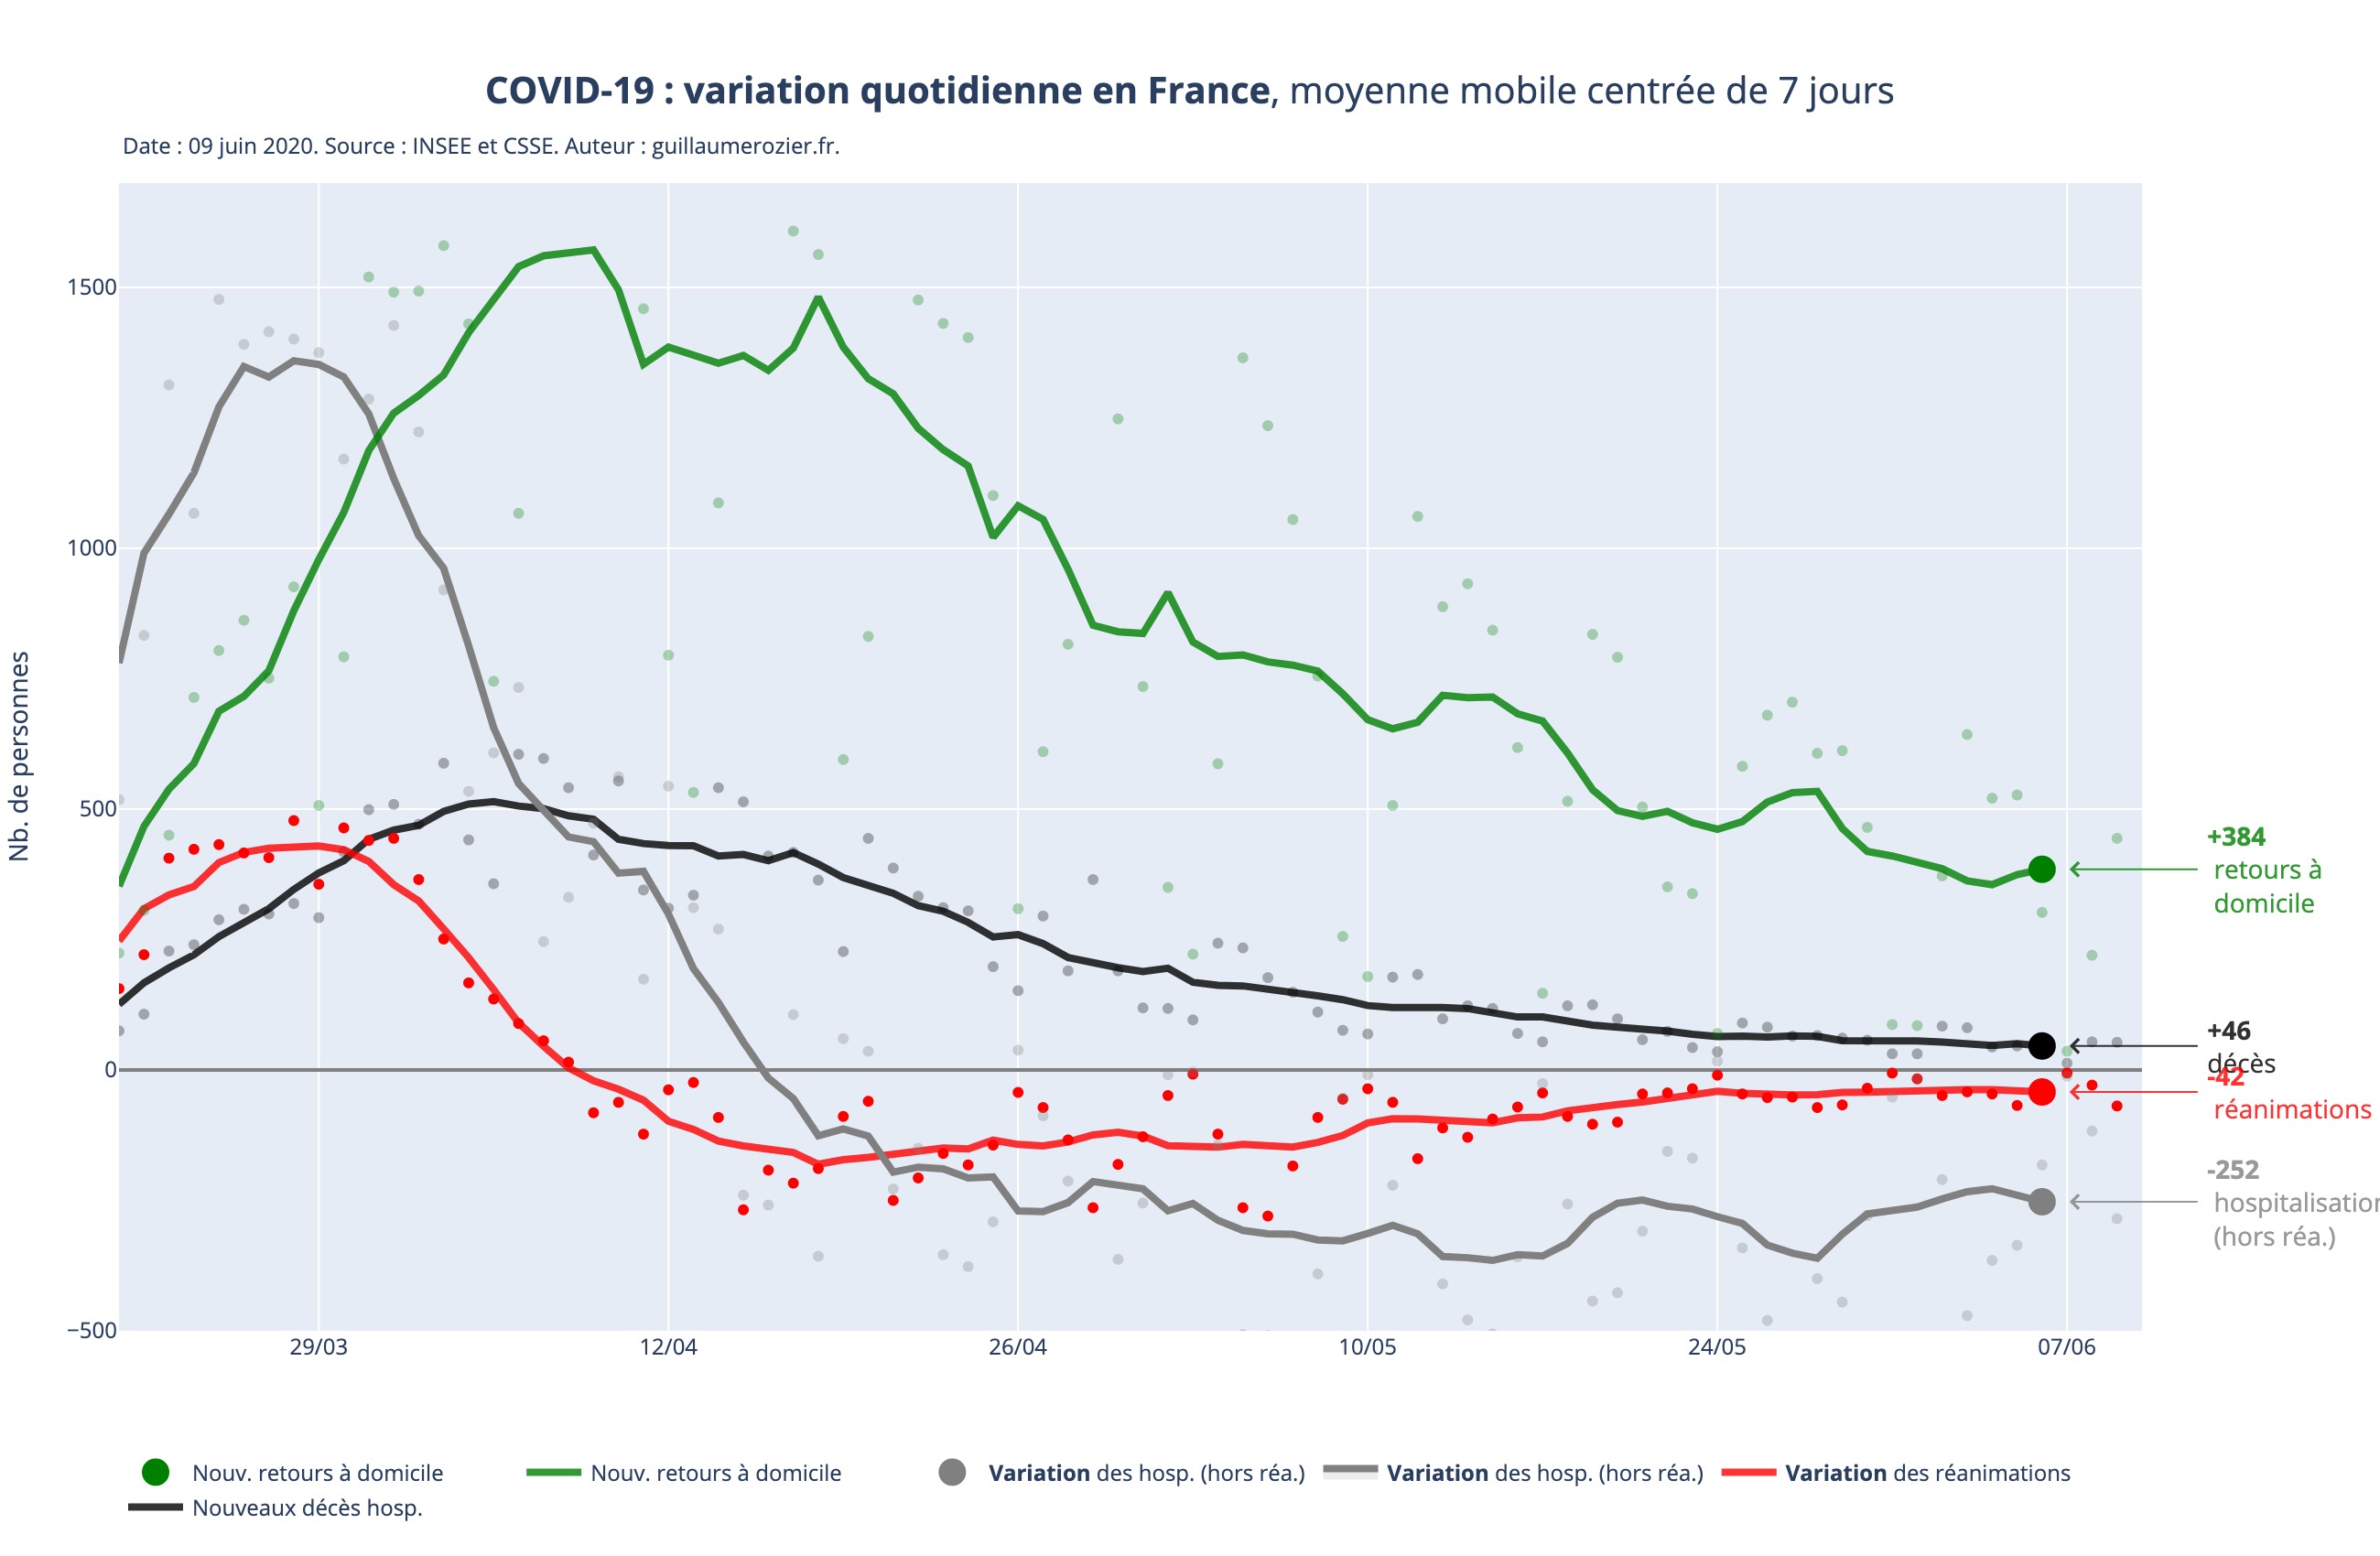 COVID-19 : variation quotidienne en France, moyenne mobile centrée de 7 jours
Date : 09 juin 2020. Source : INSEE et CSSE. Auteur : guillaumerozier.fr.
Nb. de personnes
1500
1000
500
0
−500
29/03
12/04
26/04
10/05
24/05
07/06
+384
retours à
domicile
+46
décès
-42
réanimations
-252
hospitalisation
(hors réa.)
Nouv. retours à domicile
Nouv. retours à domicile
Variation des hosp. (hors réa.)
Variation des hosp. (hors réa.)
Variation des réanimations
Nouveaux décès hosp.